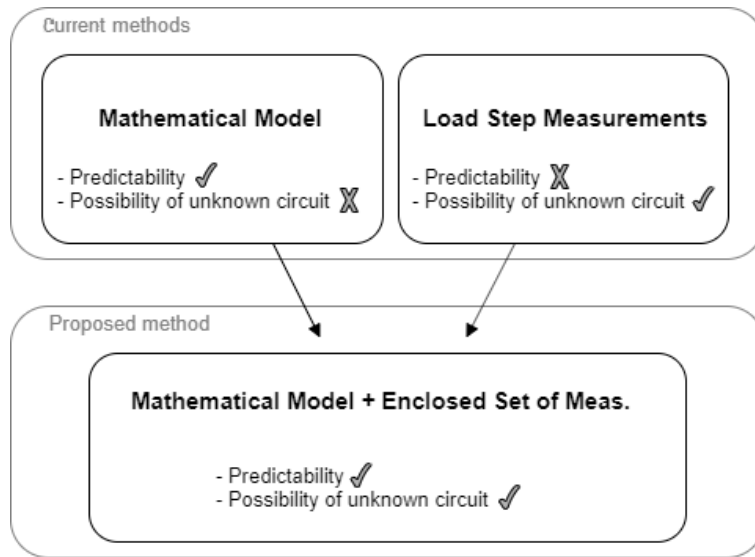 Current methods
Mathematical Model
- Predictability ✓
- Possibility of unknown circuit X
Load Step Measurements
- Predictability X
- Possibility of unknown circuit ✓
Proposed method
Mathematical Model + Enclosed Set of Meas.
- Predictability ✓
- Possibility of unknown circuit ✓